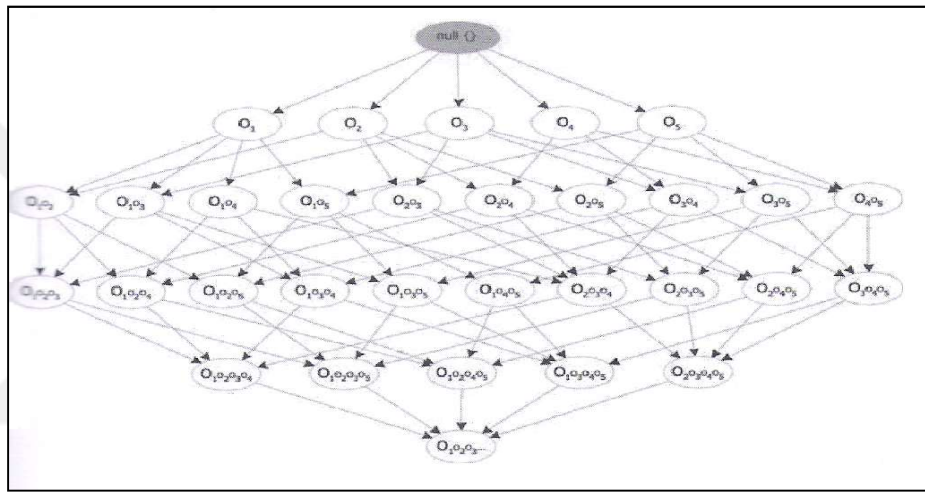 null {}
O₁ O₂ O₃ O₄ O₅
O₁O₂ O₁O₃ O₁O₄ O₁O₅ O₂O₃ O₂O₄ O₂O₅ O₃O₄ O₃O₅ O₄O₅
O₁O₂O₃ O₁O₂O₄ O₁O₂O₅ O₁O₃O₄ O₁O₃O₅ O₁O₄O₅ O₂O₃O₄ O₂O₃O₅ O₂O₄O₅ O₃O₄O₅
O₁O₂O₃O₄ O₁O₂O₃O₅ O₁O₂O₄O₅ O₁O₃O₄O₅ O₂O₃O₄O₅
O₁O₂O₃...